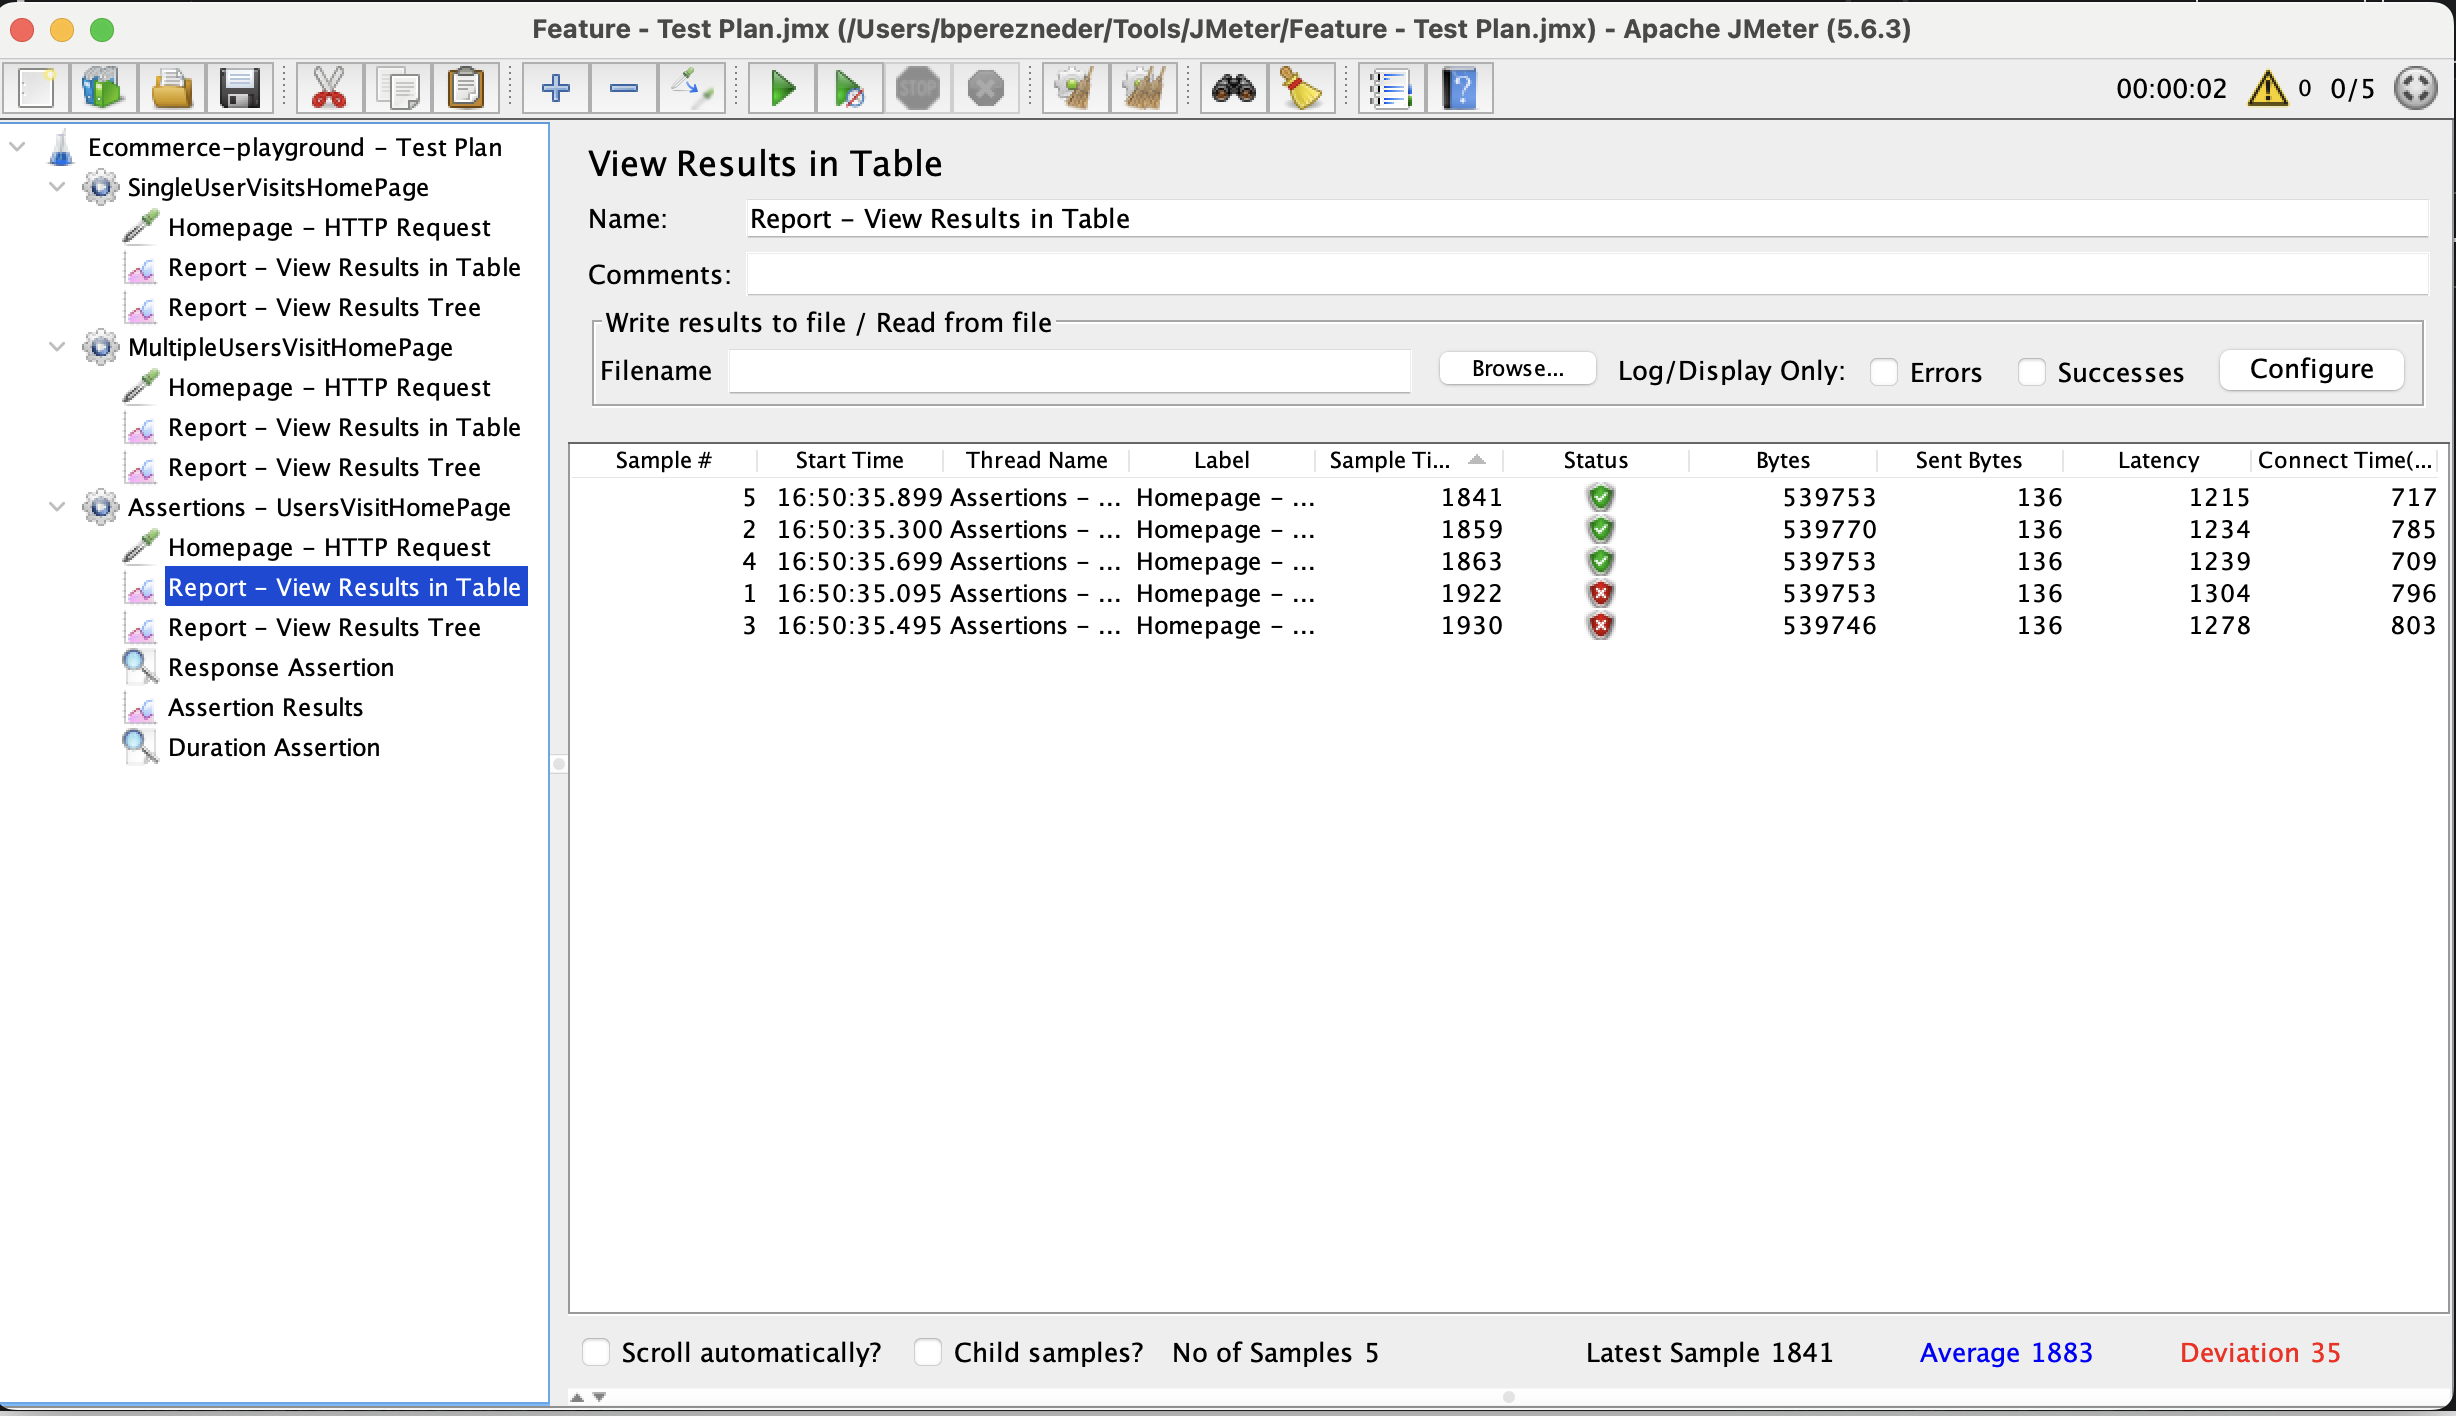 Feature - Test Plan.jmx (/Users/bperezneder/Tools/JMeter/Feature - Test Plan.jmx) - Apache JMeter (5.6.3)
STOP
?
00:00:02 0 0/5
Ecommerce-playground - Test Plan
SingleUserVisitsHomePage
Homepage - HTTP Request
Report - View Results in Table
Report - View Results Tree
MultipleUsersVisitHomePage
Homepage - HTTP Request
Report - View Results in Table
Report - View Results Tree
Assertions - UsersVisitHomePage
Homepage - HTTP Request
Report - View Results in Table
Report - View Results Tree
Response Assertion
Assertion Results
Duration Assertion
View Results in Table
Name: Report - View Results in Table
Comments:
Write results to file / Read from file
Filename Browse... Log/Display Only: Errors Successes Configure
Sample # Start Time Thread Name Label Sample Ti... Status Bytes Sent Bytes Latency Connect Time(...
5 16:50:35.899 Assertions - ... Homepage - ... 1841 539753 136 1215 717
2 16:50:35.300 Assertions - ... Homepage - ... 1859 539770 136 1234 785
4 16:50:35.699 Assertions - ... Homepage - ... 1863 539753 136 1239 709
1 16:50:35.095 Assertions - ... Homepage - ... 1922 539753 136 1304 796
3 16:50:35.495 Assertions - ... Homepage - ... 1930 539746 136 1278 803
Scroll automatically? Child samples? No of Samples 5 Latest Sample 1841 Average 1883 Deviation 35